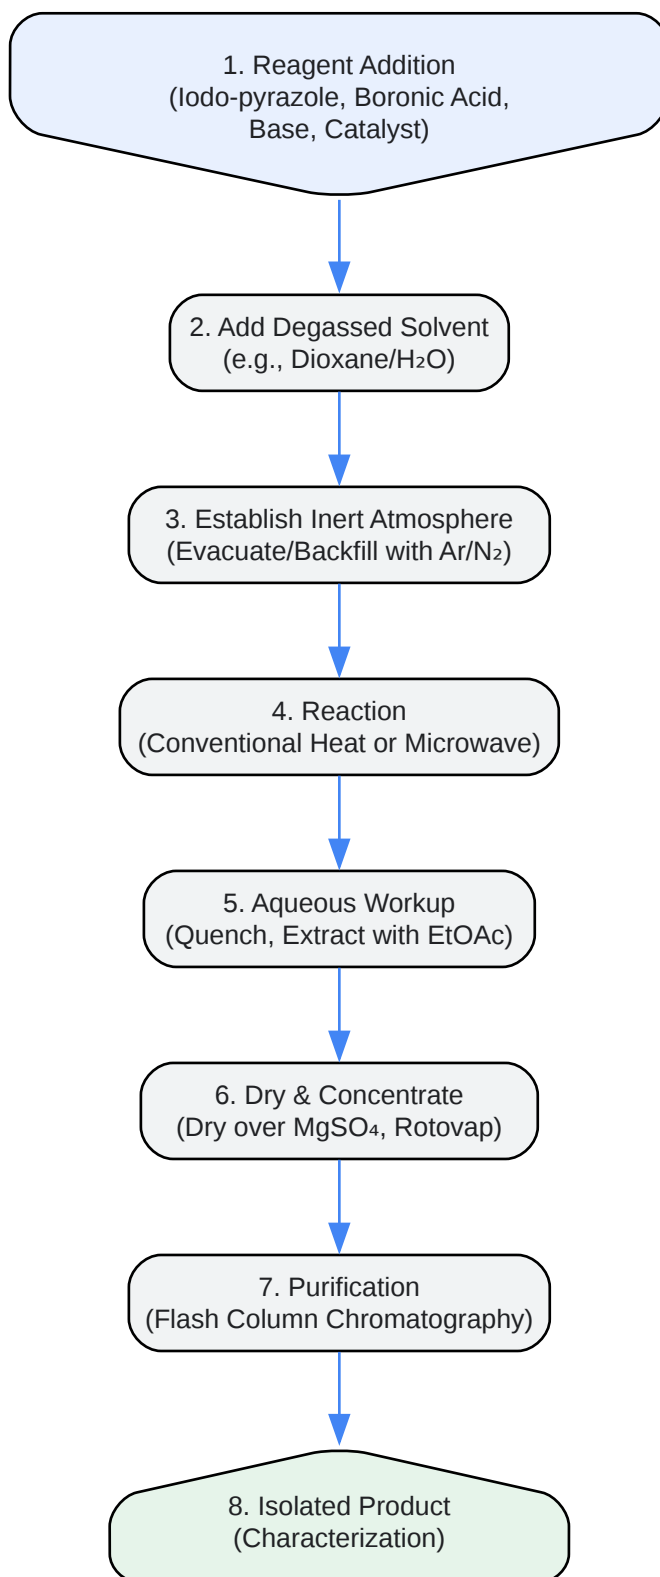 1. Reagent Addition
(Iodo-pyrazole, Boronic Acid,
Base, Catalyst)
2. Add Degassed Solvent
(e.g., Dioxane/H₂O)
3. Establish Inert Atmosphere
(Evacuate/Backfill with Ar/N₂)
4. Reaction
(Conventional Heat or Microwave)
5. Aqueous Workup
(Quench, Extract with EtOAc)
6. Dry & Concentrate
(Dry over MgSO₄, Rotovap)
7. Purification
(Flash Column Chromatography)
8. Isolated Product
(Characterization)